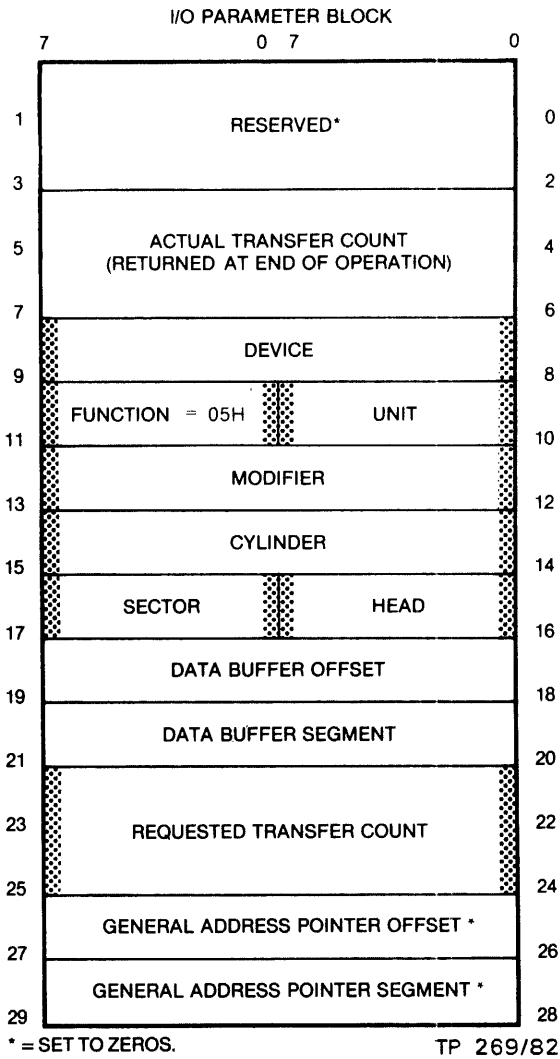 I/O PARAMETER BLOCK
7 0 7 0
1 RESERVED* 0
3 2
5 ACTUAL TRANSFER COUNT 4
(RETURNED AT END OF OPERATION)
7 6
DEVICE
9 8
FUNCTION = 05H UNIT
11 10
MODIFIER
13 12
CYLINDER
15 14
SECTOR HEAD
17 16
DATA BUFFER OFFSET
19 18
DATA BUFFER SEGMENT
21 20
23 REQUESTED TRANSFER COUNT 22
25 24
GENERAL ADDRESS POINTER OFFSET *
27 26
GENERAL ADDRESS POINTER SEGMENT *
29 28
* = SET TO ZEROS. TP 269/82